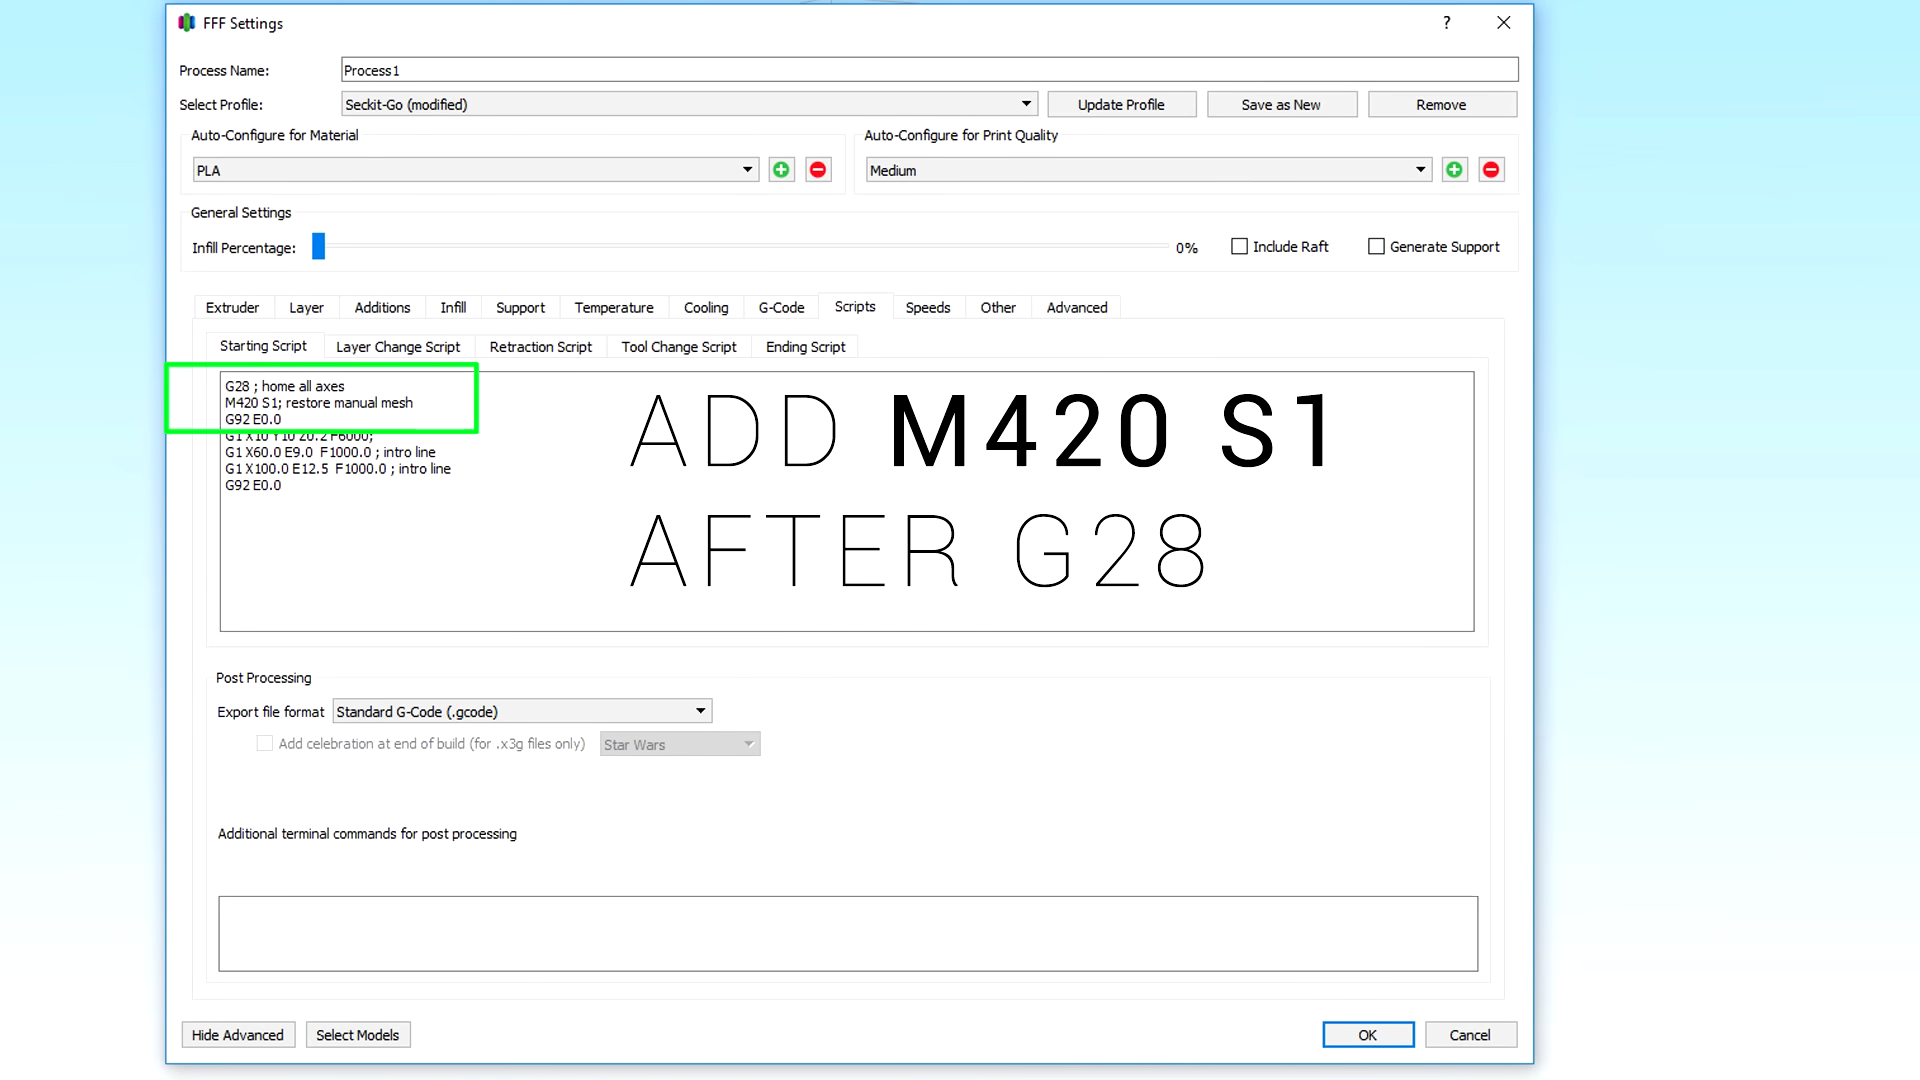 FFF Settings
?
Process Name: Process1
Select Profile: Seckit-Go (modified) Update Profile Save as New Remove
Auto-Configure for Material Auto-Configure for Print Quality
PLA Medium
General Settings
Infill Percentage: 0% Include Raft Generate Support
Extruder Layer Additions Infill Support Temperature Cooling G-Code Scripts Speeds Other Advanced
Starting Script Layer Change Script Retraction Script Tool Change Script Ending Script
G28 ; home all axes
M420 S1; restore manual mesh
G92 E0.0
G1 X10 Y10 Z0.2 F6000;
G1 X60.0 E9.0  F1000.0 ; intro line
G1 X100.0 E12.5  F1000.0 ; intro line
G92 E0.0
ADD M420 S1
AFTER G28
Post Processing
Export file format Standard G-Code (.gcode)
Add celebration at end of build (for .x3g files only) Star Wars
Additional terminal commands for post processing
Hide Advanced Select Models OK Cancel